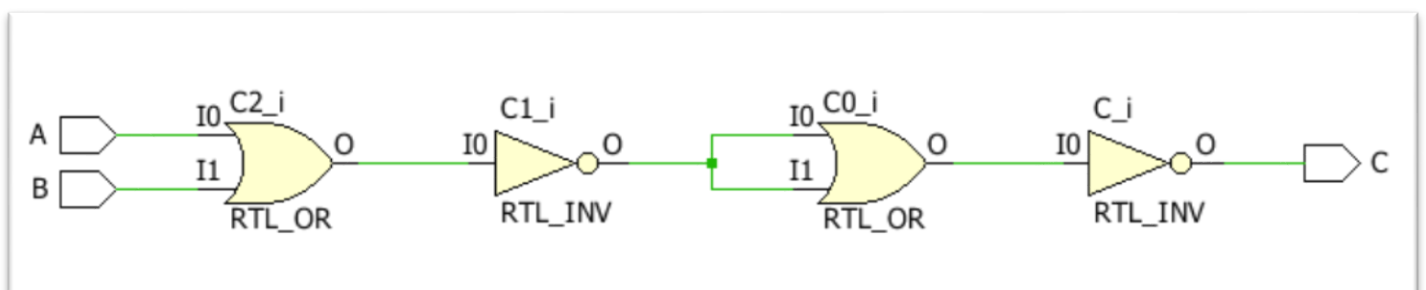 C2_i
C1_i
C0_i
C_i
I0
I0
A
O
I0
O
O
I0
O
C
I1
I1
B
RTL_OR
RTL_INV
RTL_OR
RTL_INV